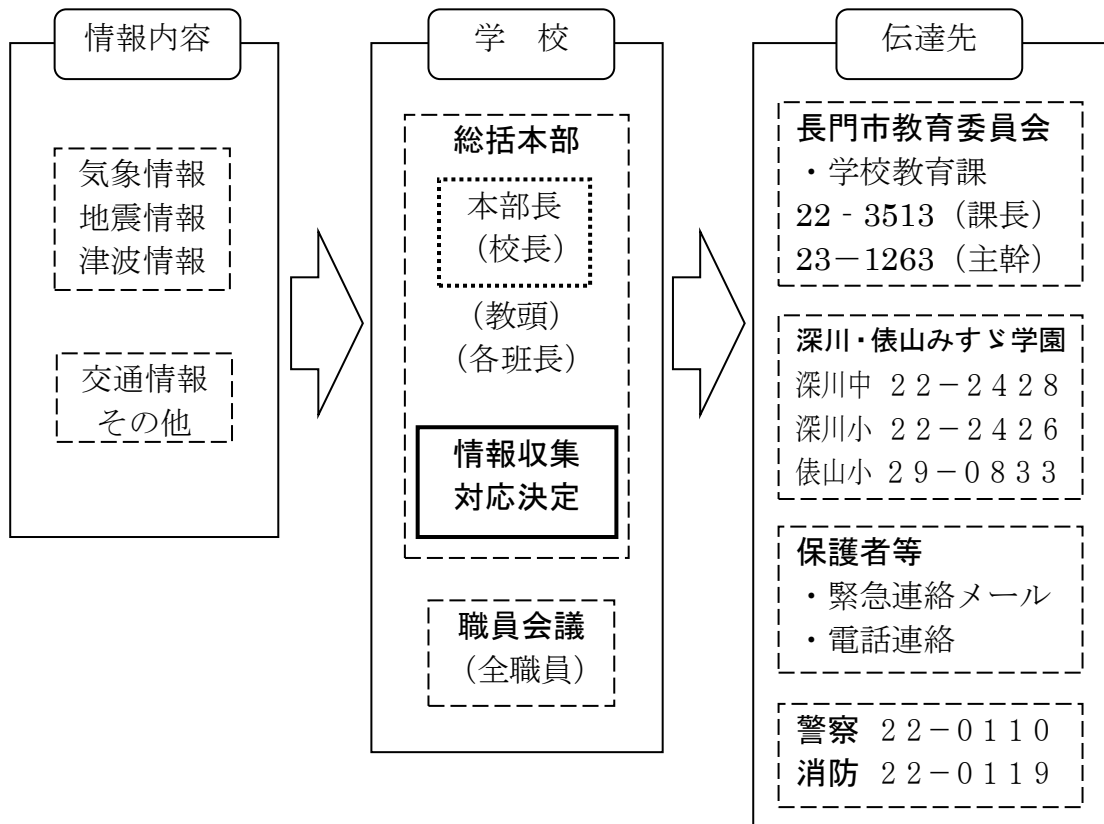 情報内容
気象情報
地震情報
津波情報
交通情報
その他
学　校
総括本部
本部長
（校長）
（教頭）
（各班長）
情報収集
対応決定
職員会議
（全職員）
伝達先
長門市教育委員会
・学校教育課
22‐3513（課長）
23－1263（主幹）
深川・俵山みすゞ学園
深川中 ２２－２４２８
深川小 ２２－２４２６
俵山小 ２９－０８３３
保護者等
・緊急連絡メール
・電話連絡
警察 ２２－０１１０
消防 ２２－０１１９